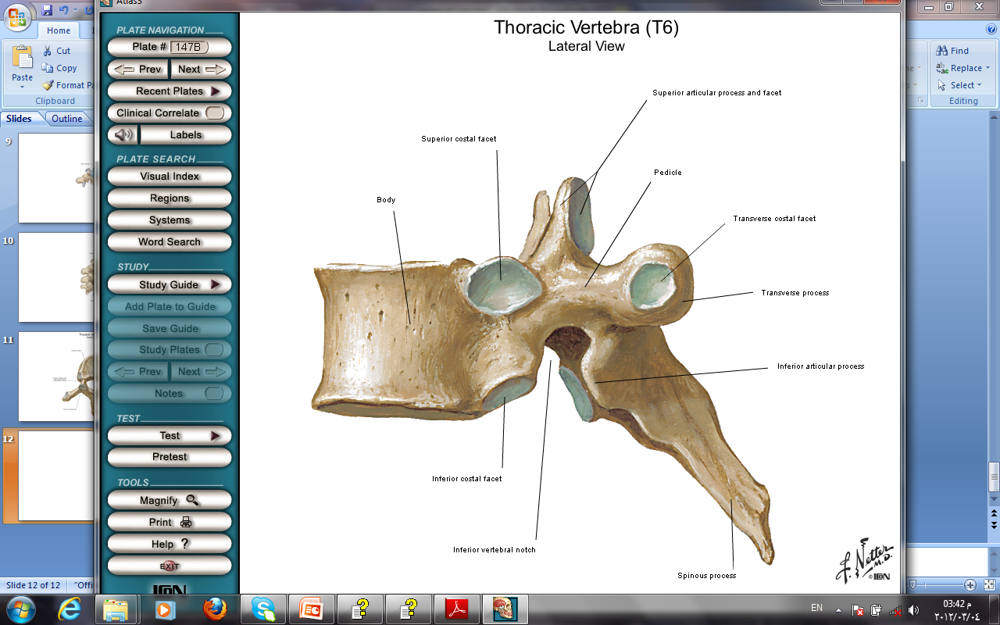 Atlas3
Home
Paste
Cut
Copy
Format Pa
Clipboard
Slides
Outline
9
10
11
12
Slide 12 of 12
"Offi
PLATE NAVIGATION
Plate # 147B
Prev
Next
Recent Plates
Clinical Correlate
Labels
PLATE SEARCH
Visual Index
Regions
Systems
Word Search
STUDY
Study Guide
Add Plate to Guide
Save Guide
Study Plates
Prev
Next
Notes
TEST
Test
Pretest
TOOLS
Magnify
Print
Help ?
EXIT
ICON
Thoracic Vertebra (T6)
Lateral View
Superior articular process and facet
Superior costal facet
Pedicle
Body
Transverse costal facet
Transverse process
Inferior articular process
Inferior costal facet
Inferior vertebral notch
Spinous process
F. Netter
M.D.
©ICON
Find
Replace
Select
Editing
EN
03:42 م
٢٠١٢/٠٣/٠٤